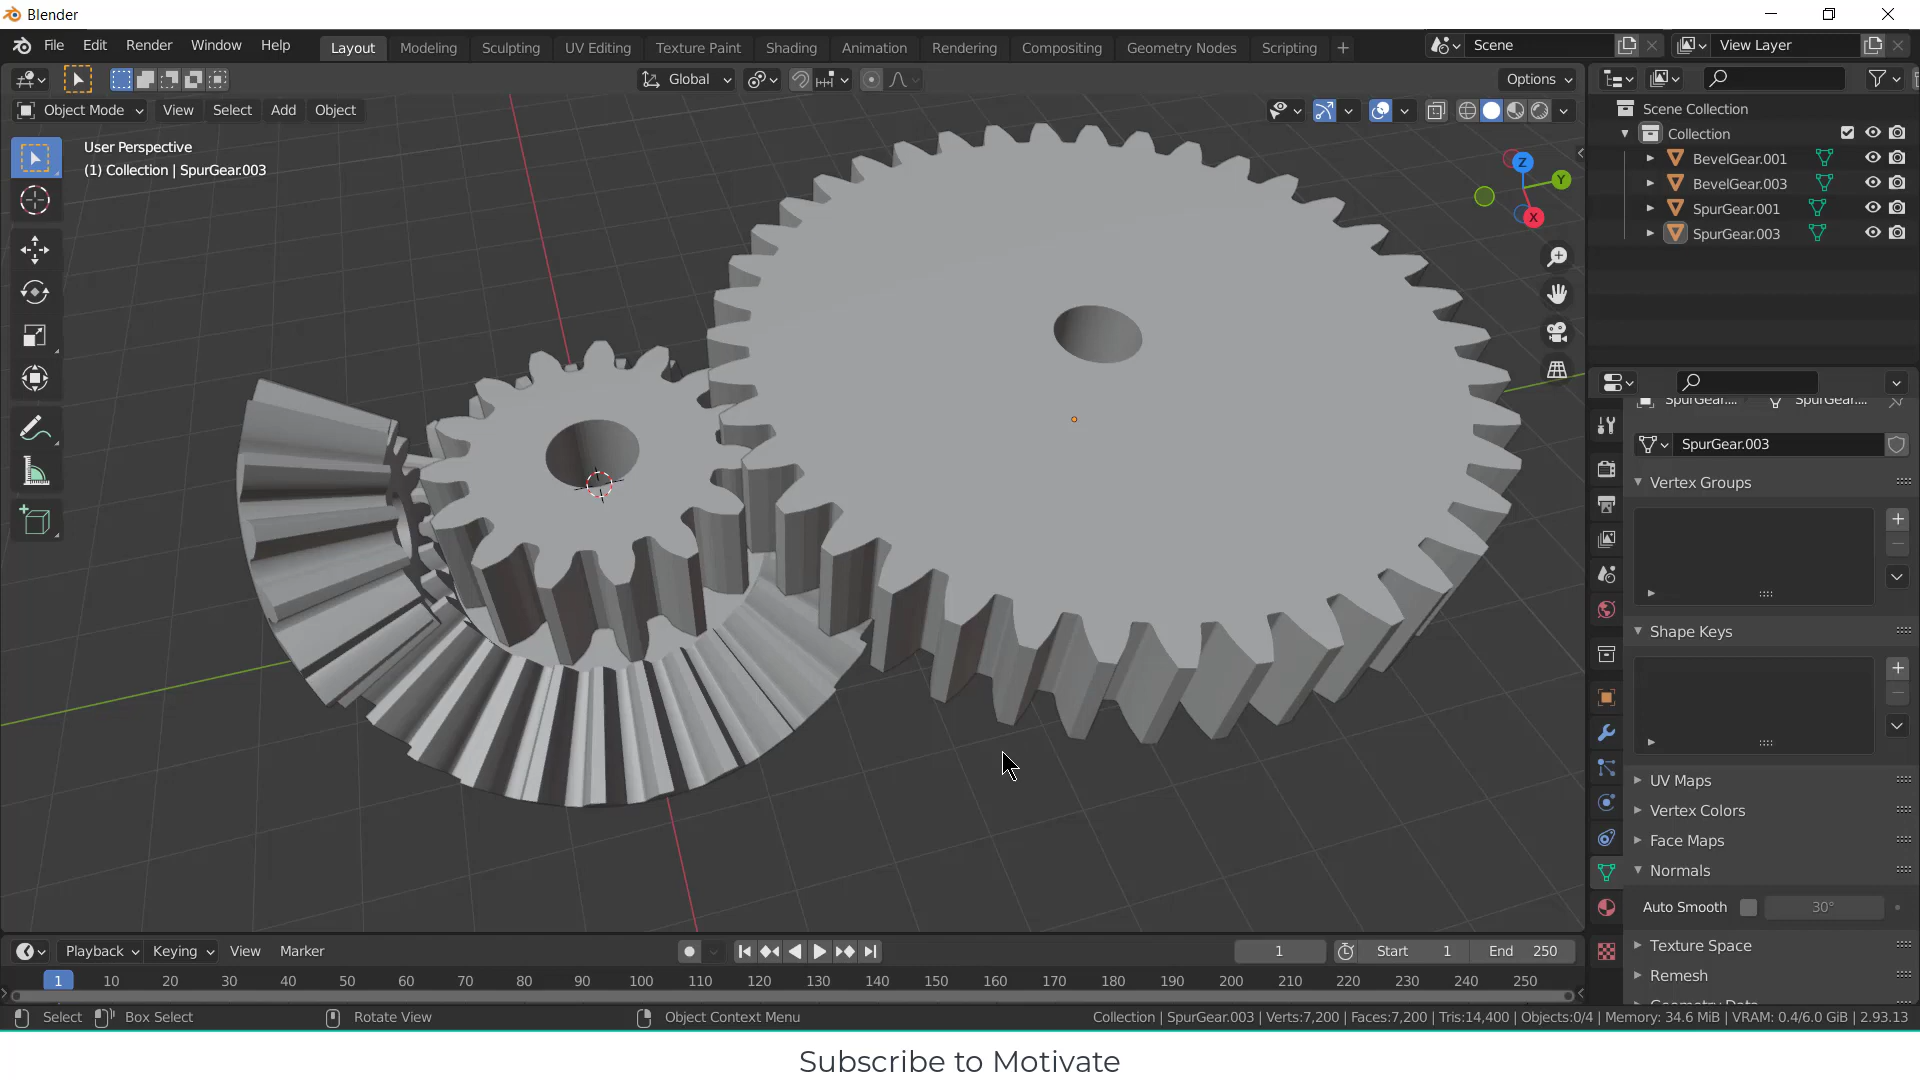 Blender
File Edit Render Window Help
Layout Modeling Sculpting UV Editing Texture Paint Shading Animation Rendering Compositing Geometry Nodes Scripting
Scene View Layer
Global Options
Object Mode View Select Add Object
User Perspective
(1) Collection | SpurGear.003
Z
Y
X
Scene Collection
Collection
BevelGear.001
BevelGear.003
SpurGear.001
SpurGear.003
SpurGear.... SpurGear....
SpurGear.003
Vertex Groups
Shape Keys
UV Maps
Vertex Colors
Face Maps
Normals
Auto Smooth 30°
Texture Space
Remesh
Geometry Data
Playback Keying View Marker 1 Start 1 End 250
1 10 20 30 40 50 60 70 80 90 100 110 120 130 140 150 160 170 180 190 200 210 220 230 240 250
Select Box Select Rotate View Object Context Menu
Collection | SpurGear.003 | Verts:7,200 | Faces:7,200 | Tris:14,400 | Objects:0/4 | Memory: 34.6 MiB | VRAM: 0.4/6.0 GiB | 2.93.13
Subscribe to Motivate